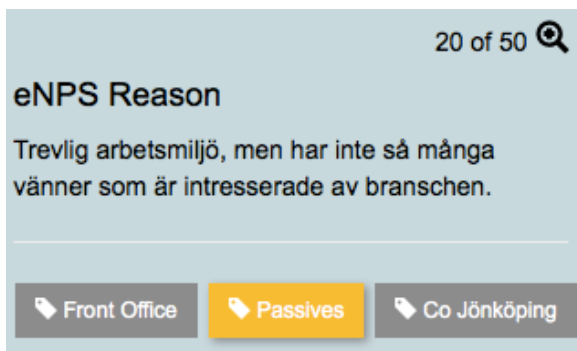 20 of 50
eNPS Reason
Trevlig arbetsmiljö, men har inte så många
vänner som är intresserade av branschen.
Front Office Passives Co Jönköping